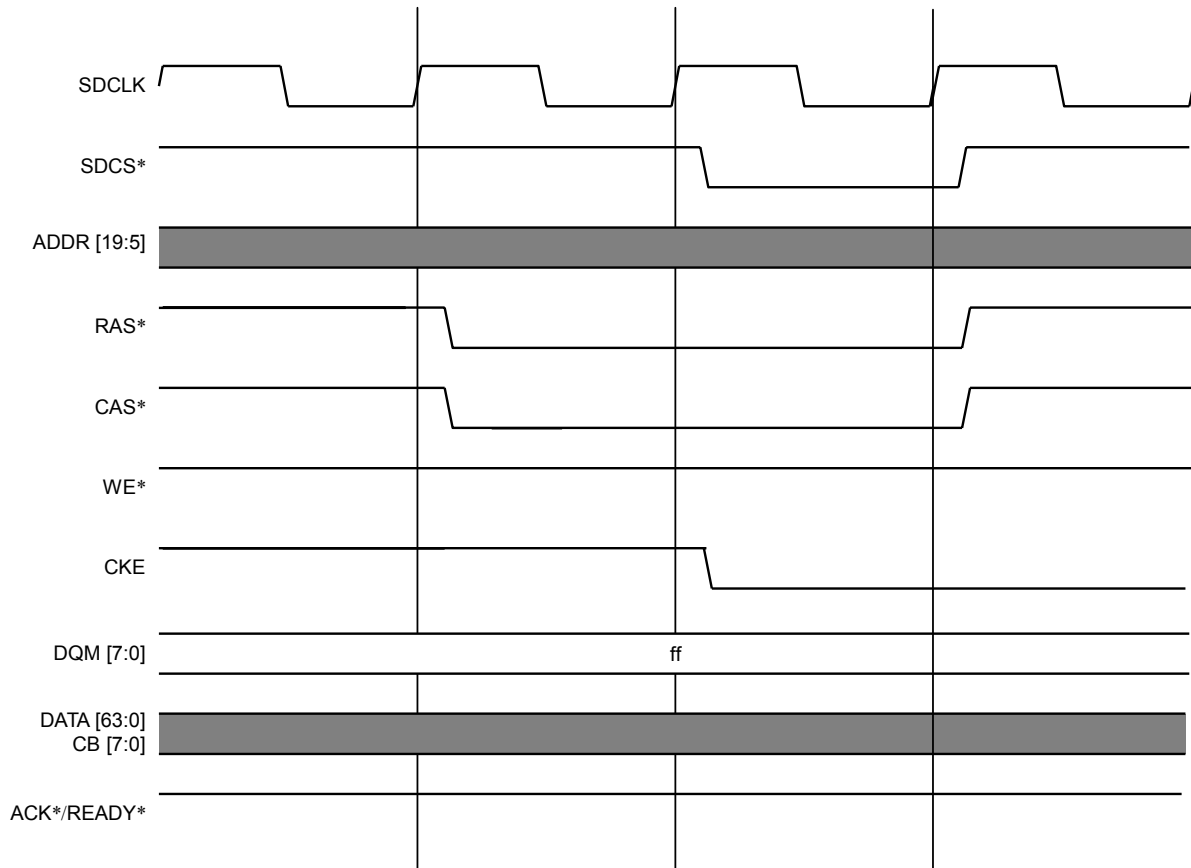 SDCLK
SDCS*
ADDR [19:5]
RAS*
CAS*
WE*
CKE
DQM [7:0]
ff
DATA [63:0]
CB [7:0]
ACK*/READY*